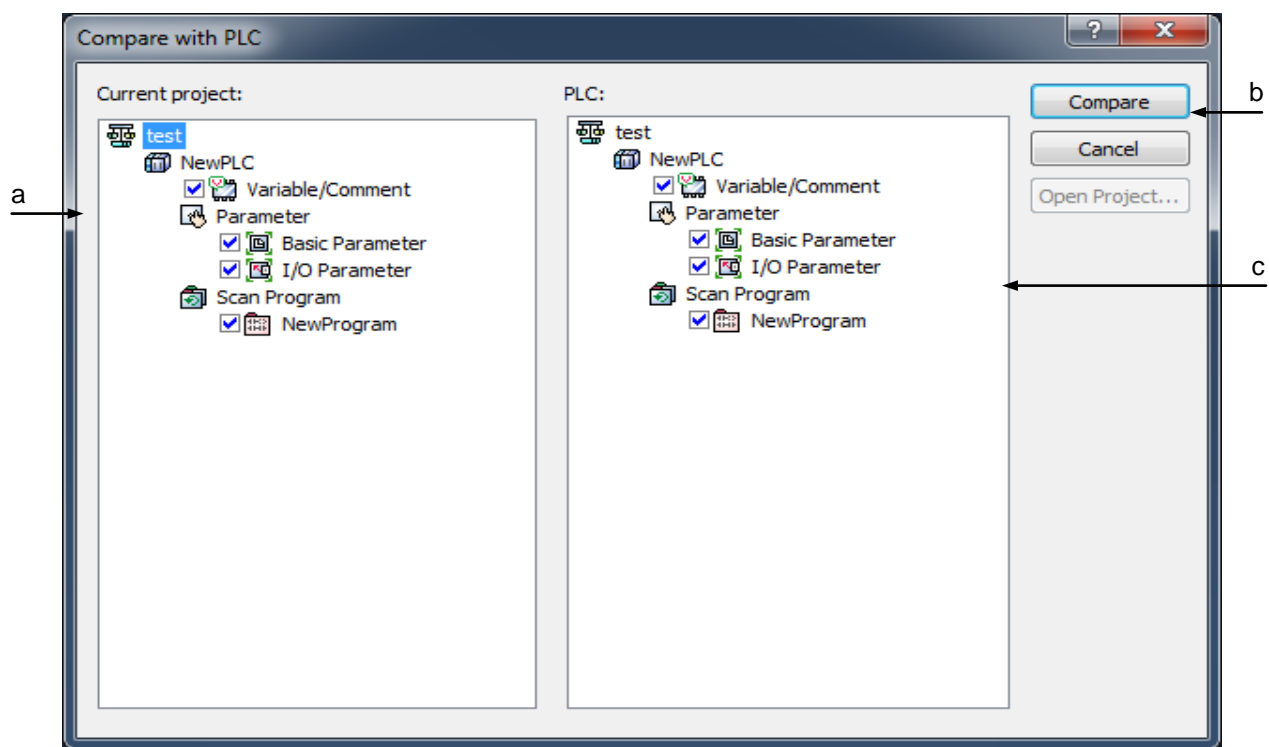 Compare with PLC
?
X
Current project:
test
NewPLC
Variable/Comment
Parameter
Basic Parameter
I/O Parameter
Scan Program
NewProgram
PLC:
test
NewPLC
Variable/Comment
Parameter
Basic Parameter
I/O Parameter
Scan Program
NewProgram
Compare
Cancel
Open Project...
a
b
c